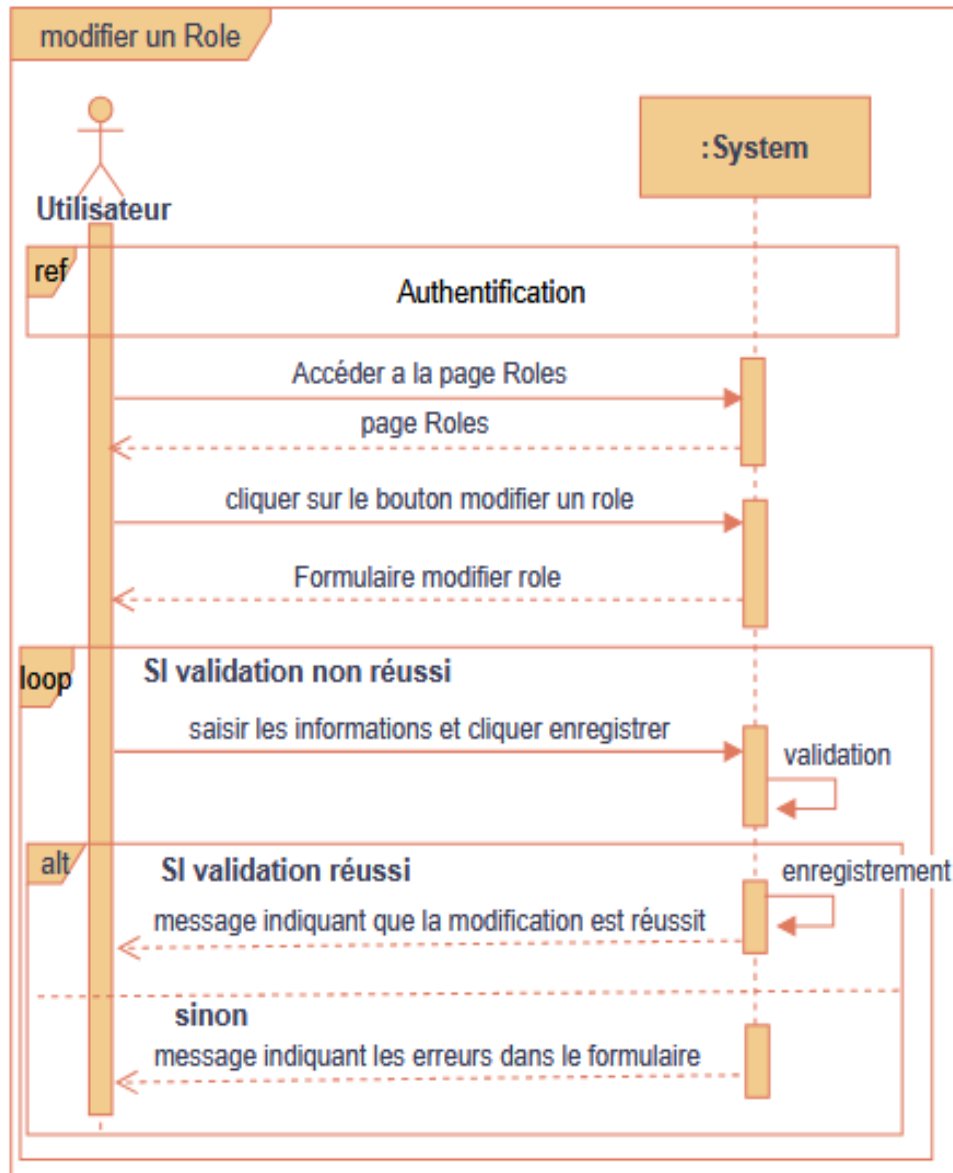 modifier un Role
:System
Utilisateur
ref
Authentification
Accéder a la page Roles
page Roles
cliquer sur le bouton modifier un role
Formulaire modifier role
loop
SI validation non réussi
saisir les informations et cliquer enregistrer
validation
alt
SI validation réussi
enregistrement
message indiquant que la modification est réussit
sinon
message indiquant les erreurs dans le formulaire